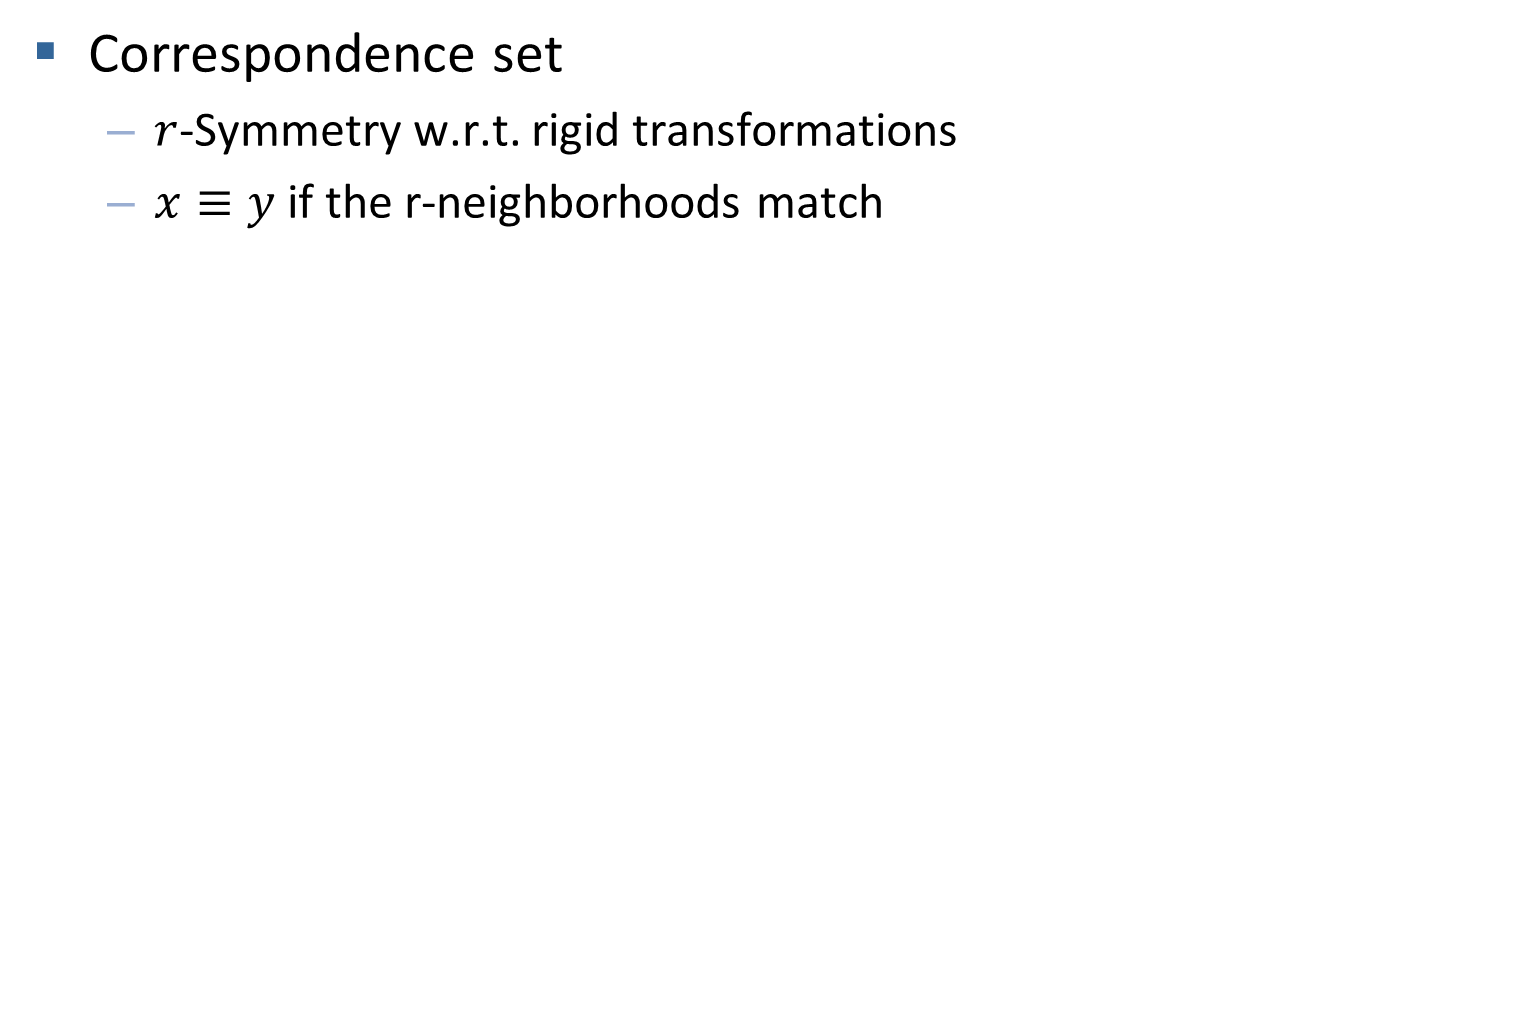 ▪ Correspondence set
– r-Symmetry w.r.t. rigid transformations
– x ≡ y if the r-neighborhoods match